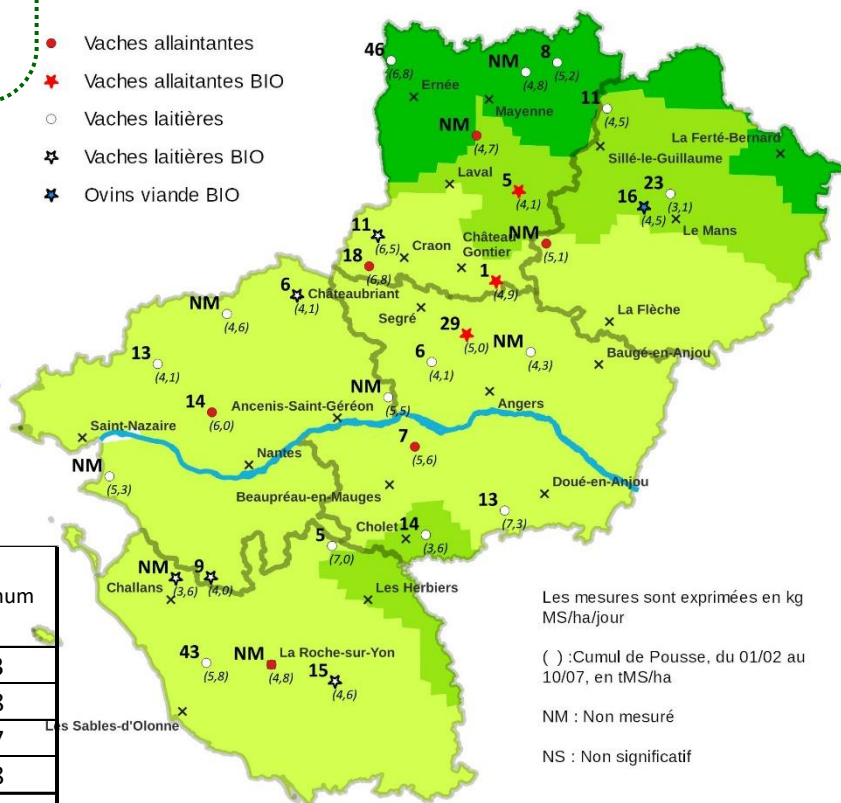 Vaches allaintantes
Vaches allaitantes BIO
Vaches laitières
Vaches laitières BIO
Ovins viande BIO
46
(6,8)
NM
(4,8)
8
(5,2)
Ernée
Mayenne
11
(4,5)
NM
(4,7)
La Ferté-Bernard
Sillé-le-Guillaume
Laval
5
(4,1)
23
(3,1)
16
(4,5)
Le Mans
11
(6,5)
Craon
Château
Gontier
NM
(5,1)
18
(6,8)
1
(4,9)
6
(4,1)
Châteaubriant
NM
(4,6)
Segré
La Flèche
29
(5,0)
NM
(4,3)
Baugé-en-Anjou
13
(4,1)
6
(4,1)
14
(6,0)
Ancenis-Saint-Géréon
NM
(5,5)
Angers
Saint-Nazaire
7
(5,6)
Nantes
NM
(5,3)
Beaupréau-en-Mauges
Doué-en-Anjou
13
(7,3)
Cholet
14
(3,6)
5
(7,0)
NM
(3,6)
9
(4,0)
Challans
Les Herbiers
43
(5,8)
NM
(4,8)
La Roche-sur-Yon
15
(4,6)
Les Sables-d'Olonne
Les mesures sont exprimées en kg
MS/ha/jour
( ) :Cumul de Pousse, du 01/02 au
10/07, en tMS/ha
NM : Non mesuré
NS : Non significatif